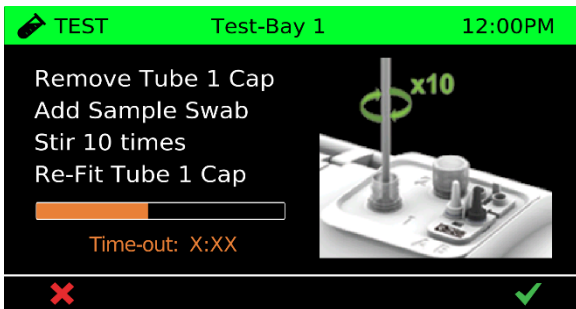 TEST Test-Bay 1 12:00PM
Remove Tube 1 Cap
Add Sample Swab
Stir 10 times
Re-Fit Tube 1 Cap
Time-out: X:XX
x10